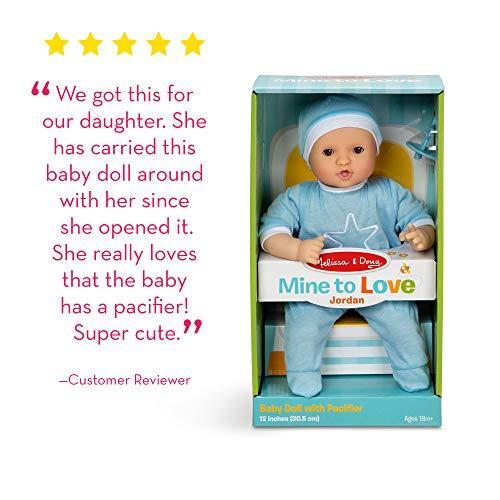 “We got this for
our daughter. She
has carried this
baby doll around
with her since
she opened it.
She really loves
that the baby
has a pacifier!
Super cute.”
—Customer Reviewer
Mine to Love
Melissa & Doug
Mine to Love
Jordan
Baby Doll with Pacifier
12 inches (30.5 cm)
Ages 18m+